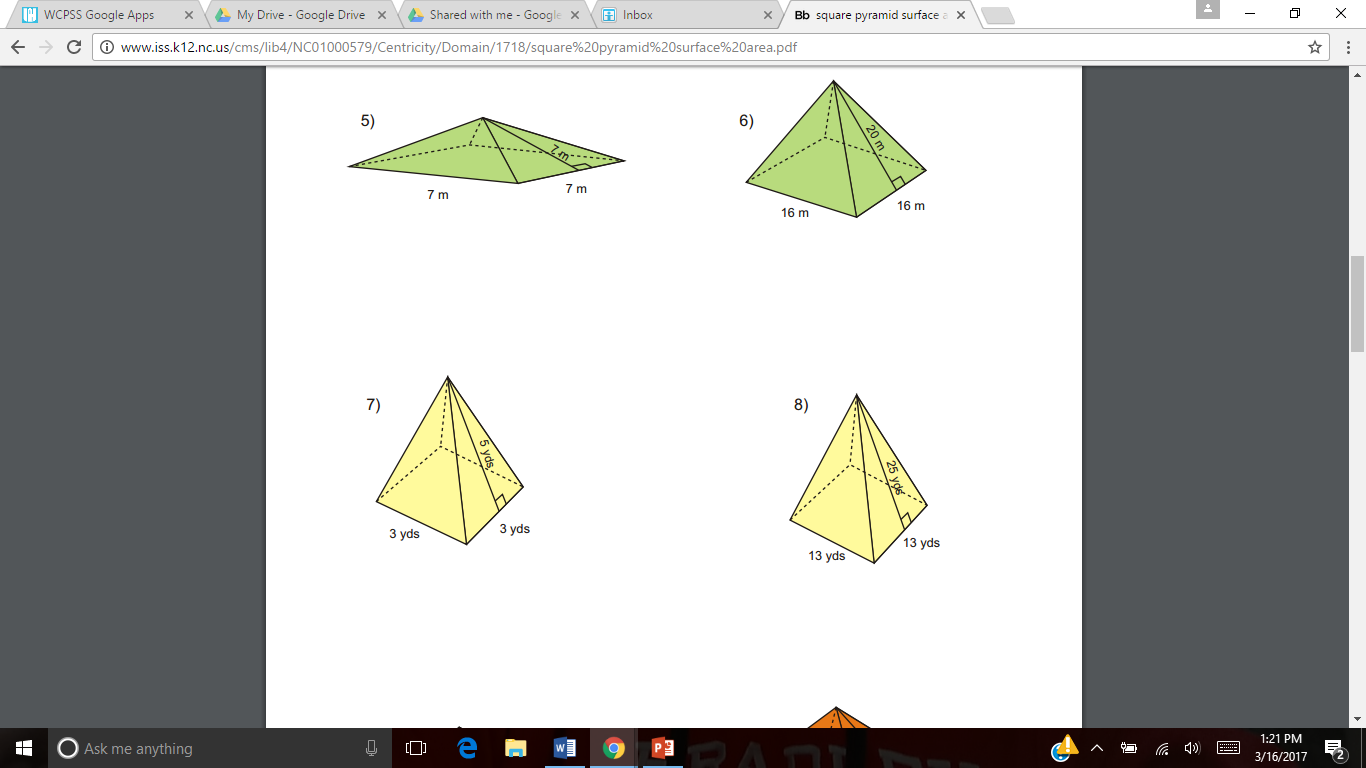 WCPSS Google Apps
My Drive - Google Drive
Shared with me - Google
Inbox
Bb square pyramid surface a
www.iss.k12.nc.us/cms/lib4/NC01000579/Centricity/Domain/1718/square%20pyramid%20surface%20area.pdf
5)
7 m
7 m
7 m
6)
20 m
16 m
16 m
7)
5 yds
3 yds
3 yds
8)
25 yds
13 yds
13 yds
Ask me anything
1:21 PM
3/16/2017
2